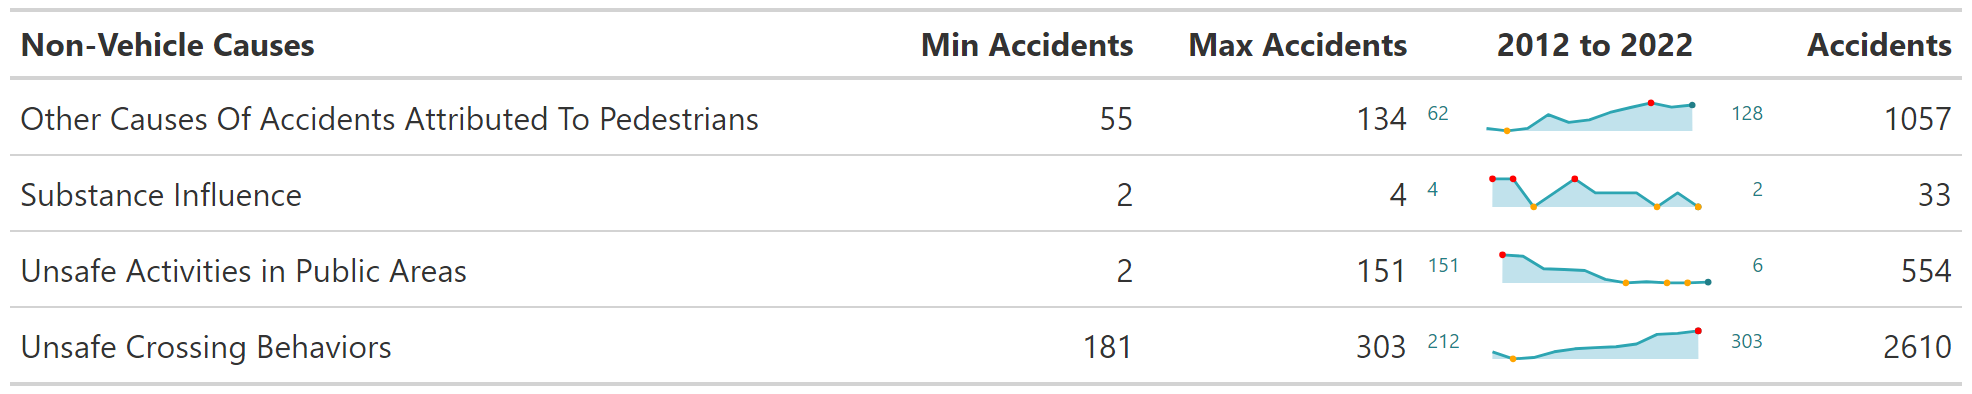 Non-Vehicle Causes Min Accidents Max Accidents 2012 to 2022 Accidents
Other Causes Of Accidents Attributed To Pedestrians 55 134 62 128 1057
Substance Influence 2 4 4 2 33
Unsafe Activities in Public Areas 2 151 151 6 554
Unsafe Crossing Behaviors 181 303 212 303 2610